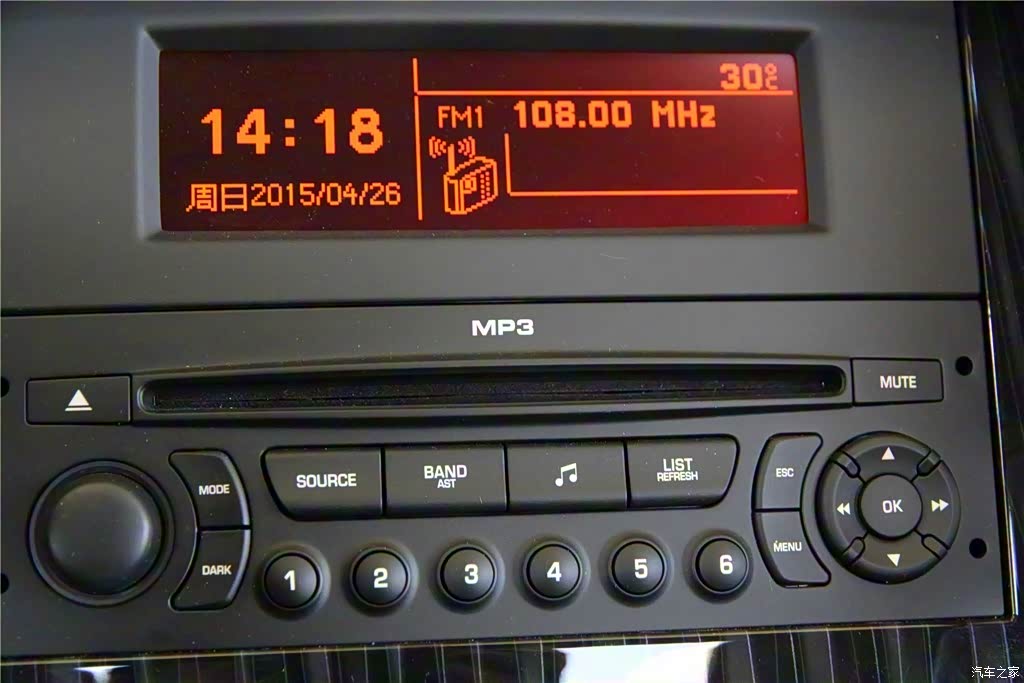 30℃
14:18
FM1 108.00 MHz
周日2015/04/26
MP3
MUTE
MODE
SOURCE
BAND
AST
LIST
REFRESH
ESC
OK
DARK
MENU
1 2 3 4 5 6
汽车之家